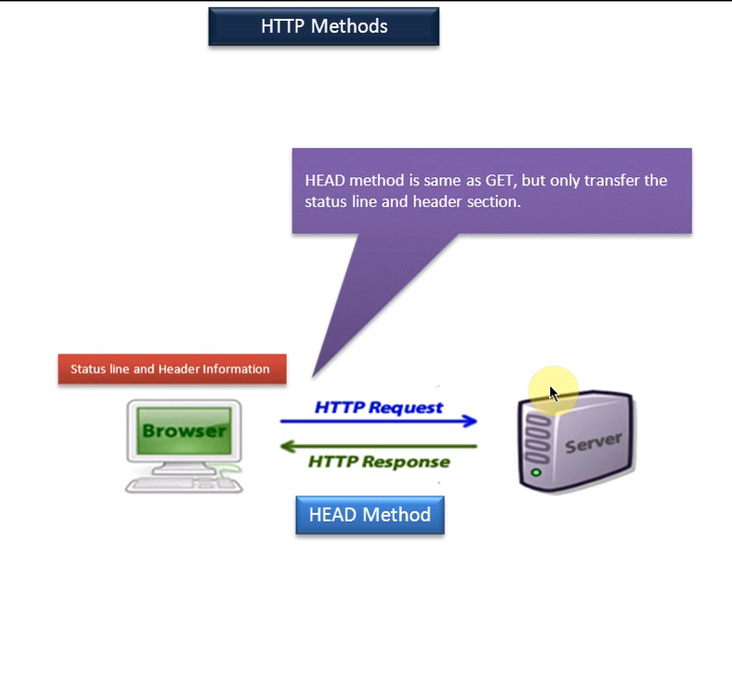 HTTP Methods
HEAD method is same as GET, but only transfer the
status line and header section.
Status line and Header Information
Browser
HTTP Request
HTTP Response
Server
HEAD Method